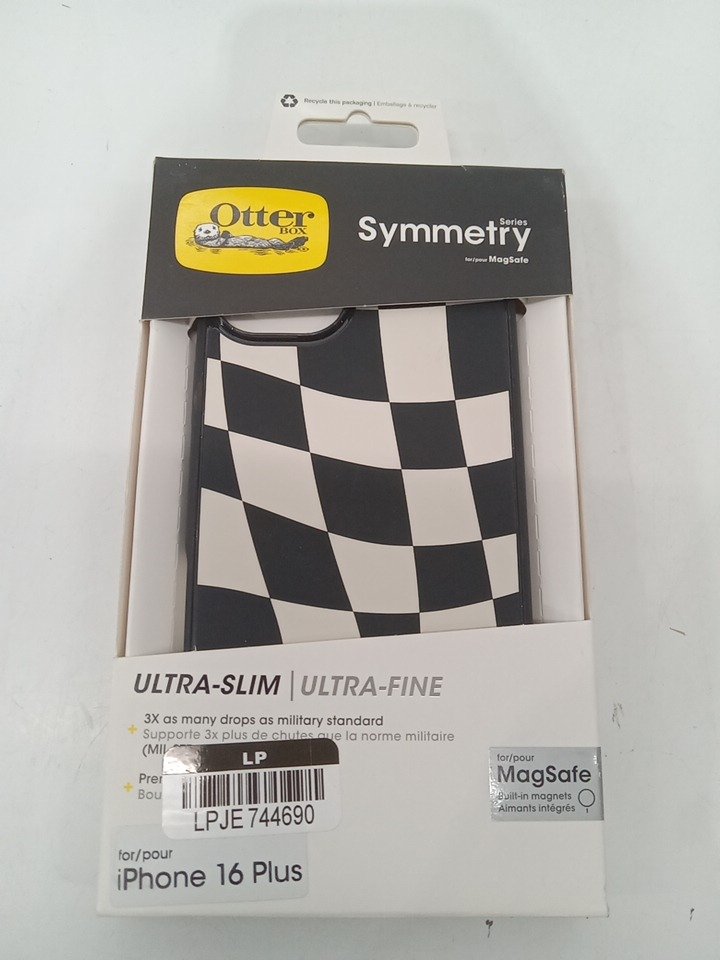 Recycle this packaging | Emballage à recycler
Otter
BOX
Series
Symmetry
for/pour MagSafe
ULTRA-SLIM | ULTRA-FINE
+ 3X as many drops as military standard
Supporte 3x plus de chutes que la norme militaire
(MIL
LP
+
LPJE 744690
for/pour
MagSafe
Built-in magnets
Aimants intégrés
for/pour
iPhone 16 Plus